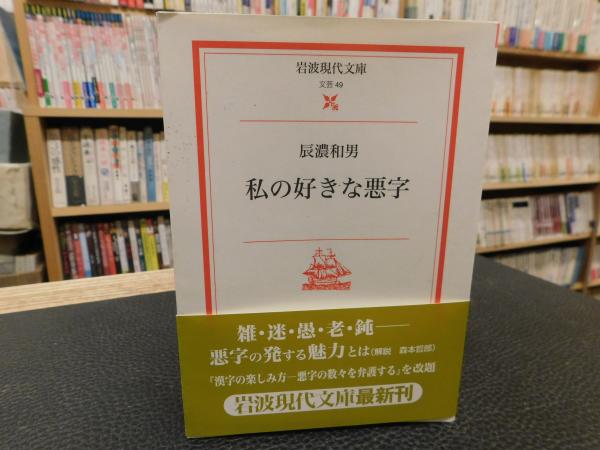 岩波現代文庫
文芸 49
辰濃和男
私の好きな悪字
雑・迷・愚・老・鈍――
悪字の発する魅力とは(解説 森本哲郎)
「漢字の楽しみ方―悪字の数々を弁護する」を改題
岩波現代文庫最新刊